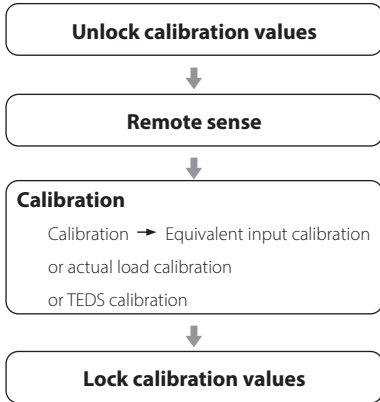 Unlock calibration values
Remote sense
Calibration
Calibration → Equivalent input calibration
or actual load calibration
or TEDS calibration
Lock calibration values